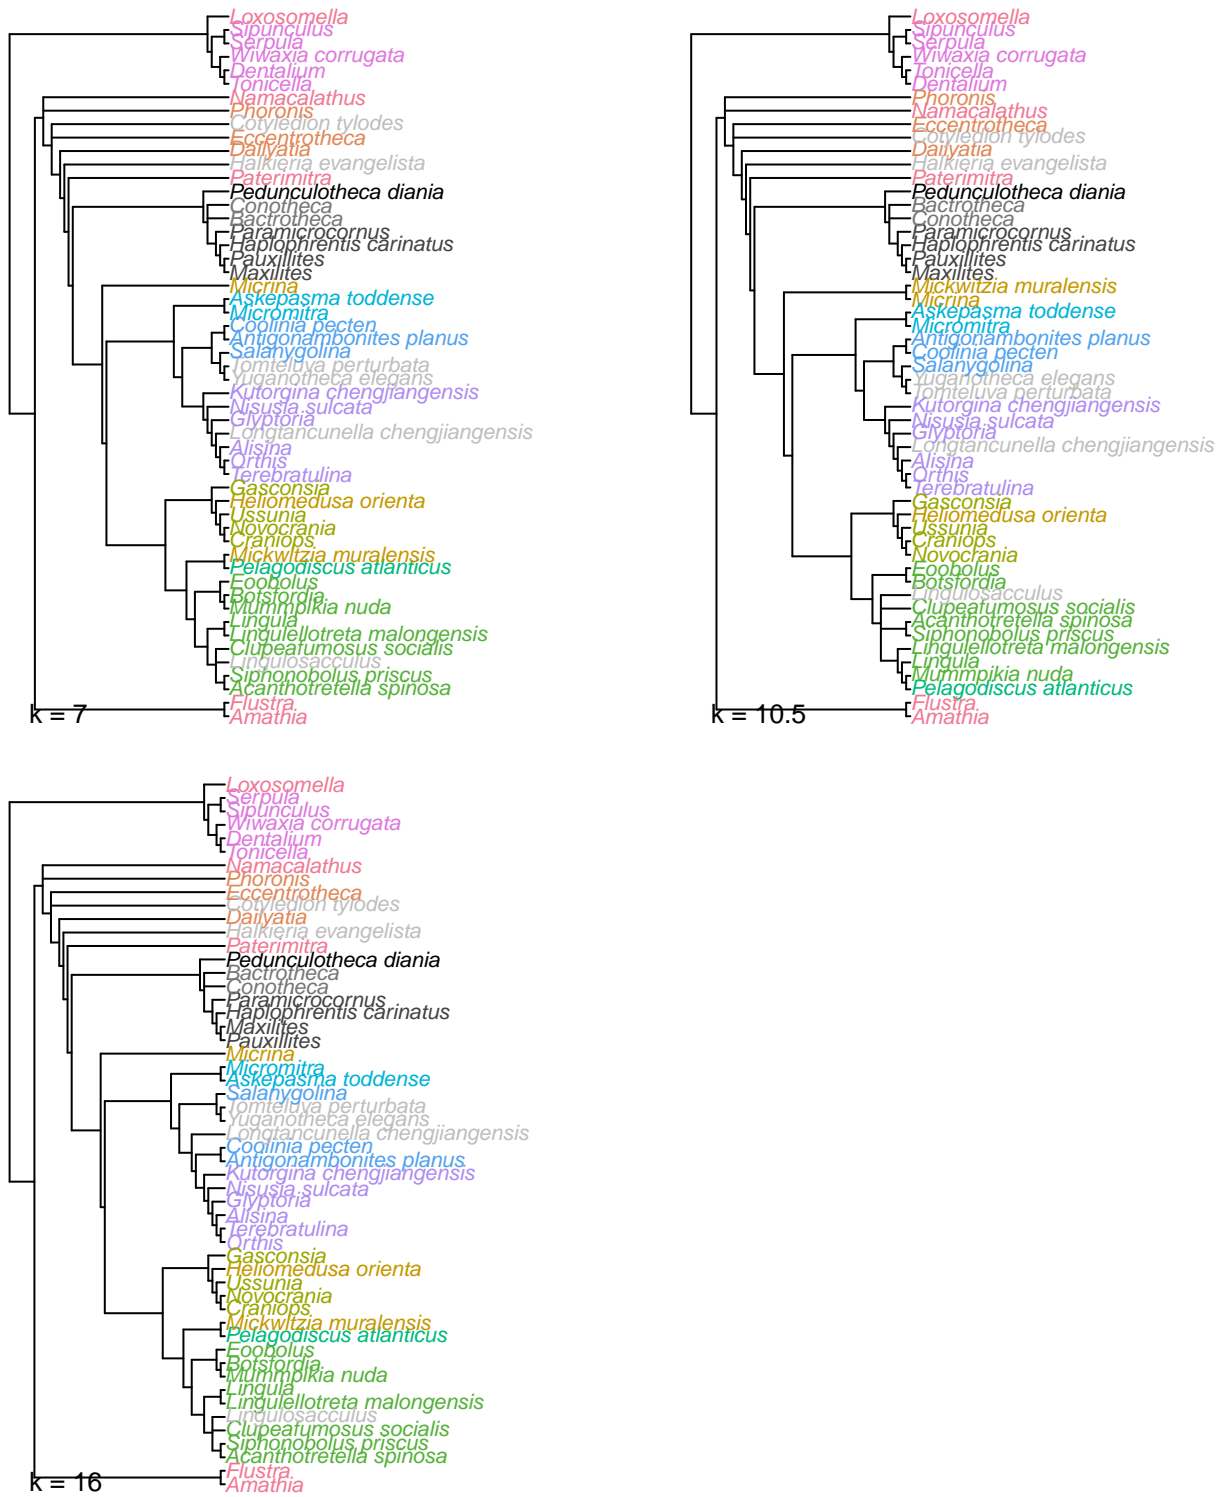 Loxosomella
Sipunculus
Serpula
Wiwaxia corrugata
Dentalium
Tonicella
Namacalathus
Phoronis
Cotyledion tylodes
Eccentrotheca
Dailyatia
Halkieria evangelista
Paterimitra
Pedunculotheca diania
Conotheca
Bactrotheca
Paramicrocornus
Haplophrentis carinatus
Pauxillites
Maxilites
Micrina
Askepasma toddense
Micromitra
Coolinia pecten
Antigonambonites planus
Salanygolina
Tomteluva perturbata
Yuganotheca elegans
Kutorgina chengjiangensis
Nisusia sulcata
Glyptoria
Longtancunella chengjiangensis
Alisina
Orthis
Terebratulina
Gasconsia
Heliomedusa orienta
Ussunia
Novocrania
Craniops
Mickwitzia muralensis
Pelagodiscus atlanticus
Eoobolus
Botsfordia
Mummpikia nuda
Lingula
Lingulellotreta malongensis
Clupeafumosus socialis
Lingulosacculus
Siphonobolus priscus
Acanthotretella spinosa
Flustra
Amathia
k = 7
Loxosomella
Sipunculus
Serpula
Wiwaxia corrugata
Tonicella
Dentalium
Phoronis
Namacalathus
Eccentrotheca
Cotyledion tylodes
Dailyatia
Halkieria evangelista
Paterimitra
Pedunculotheca diania
Bactrotheca
Conotheca
Paramicrocornus
Haplophrentis carinatus
Pauxillites
Maxilites
Mickwitzia muralensis
Micrina
Askepasma toddense
Micromitra
Antigonambonites planus
Coolinia pecten
Salanygolina
Yuganotheca elegans
Tomteluva perturbata
Kutorgina chengjiangensis
Nisusia sulcata
Glyptoria
Longtancunella chengjiangensis
Alisina
Orthis
Terebratulina
Gasconsia
Heliomedusa orienta
Ussunia
Craniops
Novocrania
Eoobolus
Botsfordia
Lingulosacculus
Clupeafumosus socialis
Acanthotretella spinosa
Siphonobolus priscus
Lingulellotreta malongensis
Lingula
Mummpikia nuda
Pelagodiscus atlanticus
Flustra
Amathia
k = 10.5
Loxosomella
Serpula
Sipunculus
Wiwaxia corrugata
Dentalium
Tonicella
Namacalathus
Phoronis
Eccentrotheca
Cotyledion tylodes
Dailyatia
Halkieria evangelista
Paterimitra
Pedunculotheca diania
Bactrotheca
Conotheca
Paramicrocornus
Haplophrentis carinatus
Maxilites
Pauxillites
Micrina
Micromitra
Askepasma toddense
Salanygolina
Tomteluva perturbata
Yuganotheca elegans
Longtancunella chengjiangensis
Coolinia pecten
Antigonambonites planus
Kutorgina chengjiangensis
Nisusia sulcata
Glyptoria
Alisina
Terebratulina
Orthis
Gasconsia
Heliomedusa orienta
Ussunia
Novocrania
Craniops
Mickwitzia muralensis
Pelagodiscus atlanticus
Eoobolus
Botsfordia
Mummpikia nuda
Lingula
Lingulellotreta malongensis
Lingulosacculus
Clupeafumosus socialis
Siphonobolus priscus
Acanthotretella spinosa
Flustra
Amathia
k = 16